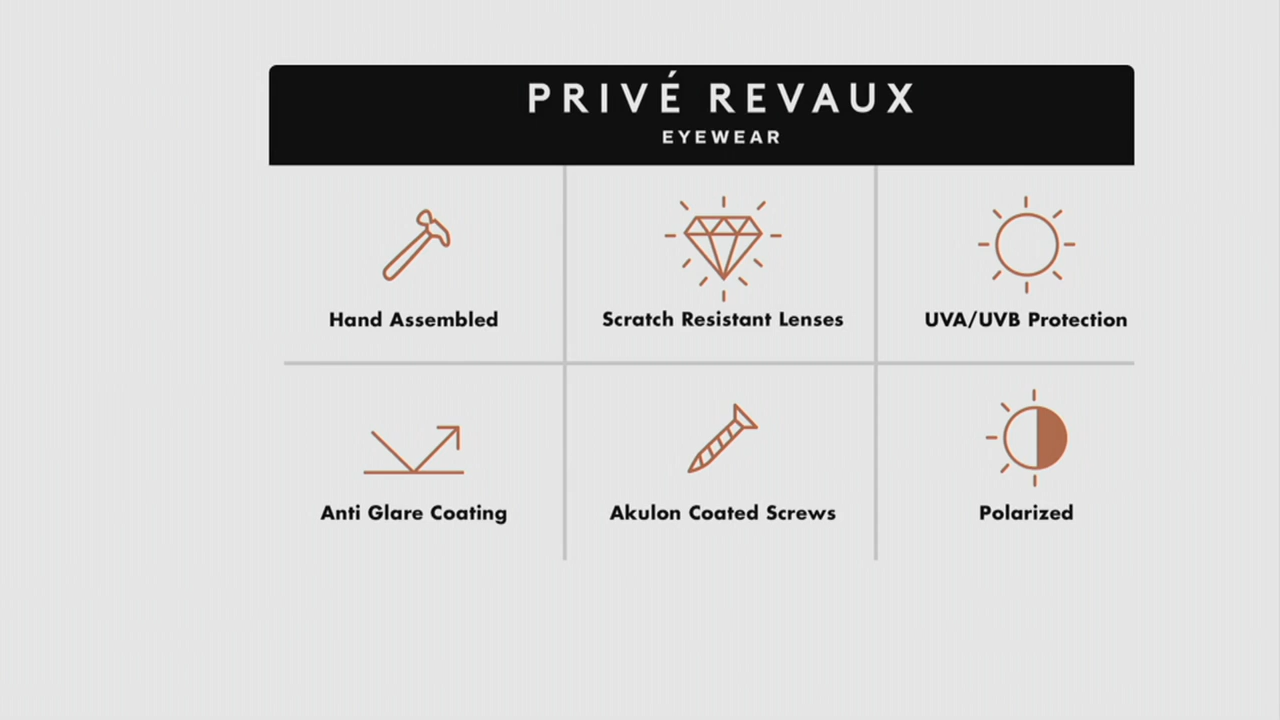 PRIVÉ REVAUX
EYEWEAR
Hand Assembled
Scratch Resistant Lenses
UVA/UVB Protection
Anti Glare Coating
Akulon Coated Screws
Polarized